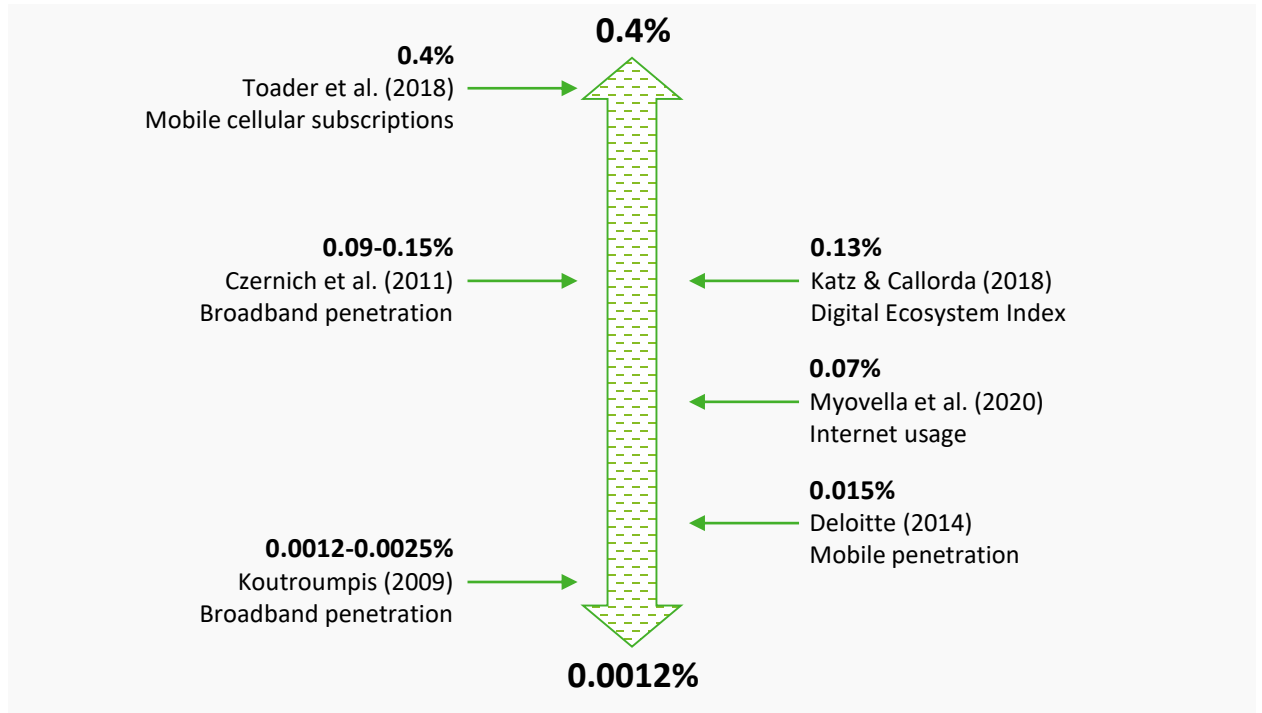 0.4%
0.4%
Toader et al. (2018)
Mobile cellular subscriptions
0.09-0.15%
Czernich et al. (2011)
Broadband penetration
0.13%
Katz & Callorda (2018)
Digital Ecosystem Index
0.07%
Myovella et al. (2020)
Internet usage
0.015%
Deloitte (2014)
Mobile penetration
0.0012-0.0025%
Koutroumpis (2009)
Broadband penetration
0.0012%